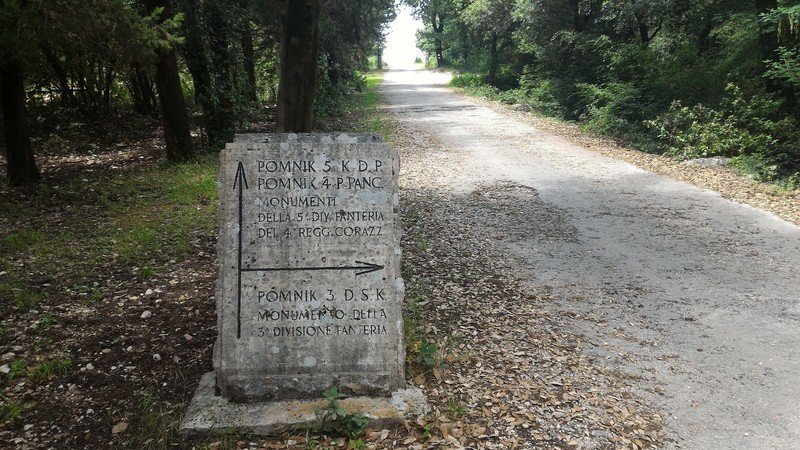 POMNIK 5 K.D.P.
POMNIK 4 P PANC.
MONUMENTI
DELLA 5ª DIV. FANTERIA
DEL 4° REGG. CORAZZ.
POMNIK 3 D.S.K.
MONUMENTO DELLA
3ª DIVISIONE FANTERIA